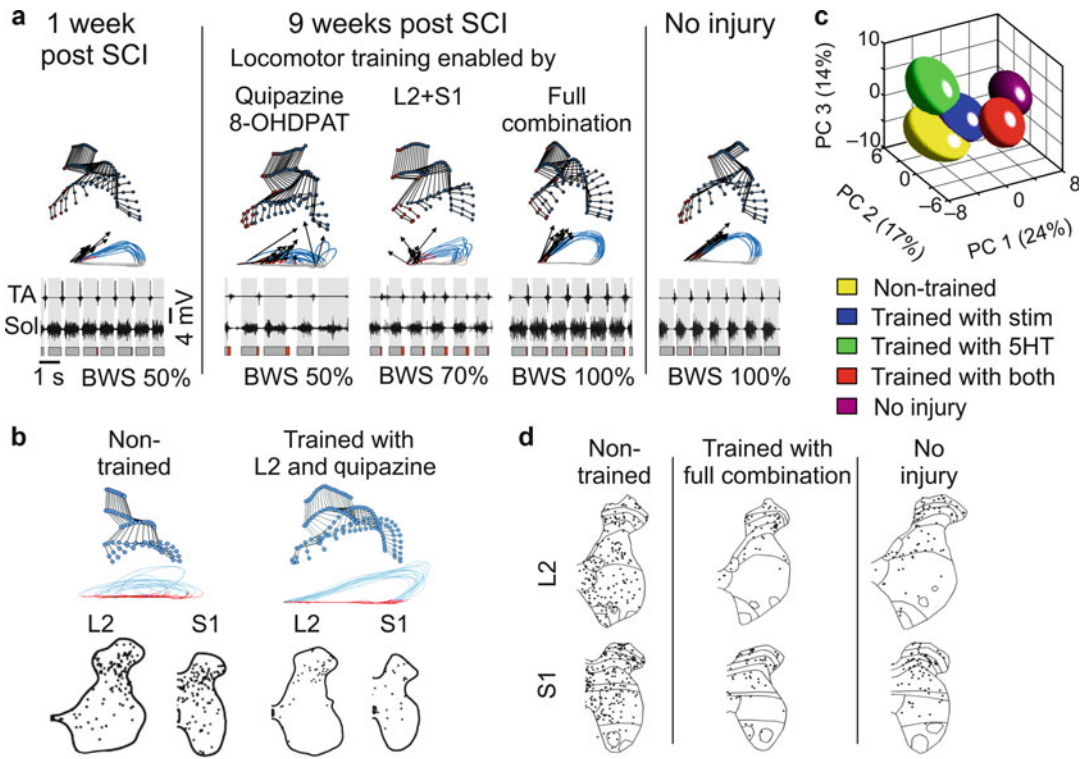 a
1 week
post SCI
9 weeks post SCI
Locomotor training enabled by
Quipazine
8-OHDPAT
L2+S1
Full
combination
No injury
TA
Sol
4 mV
1 s
BWS 50%
BWS 50%
BWS 70%
BWS 100%
BWS 100%
c
10
0
−10
PC 3 (14%)
6
0
−6
PC 2 (17%)
−8
0
8
PC 1 (24%)
Non-trained
Trained with stim
Trained with 5HT
Trained with both
No injury
b
Non-
trained
Trained with
L2 and quipazine
L2
S1
L2
S1
d
Non-
trained
Trained with
full combination
No
injury
L2
S1